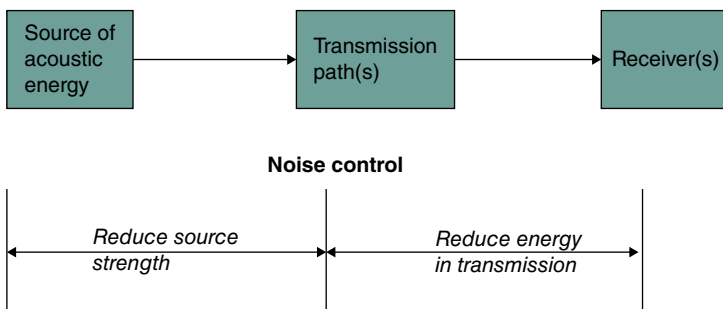 Source of
acoustic
energy
Transmission
path(s)
Receiver(s)
Noise control
Reduce source
strength
Reduce energy
in transmission